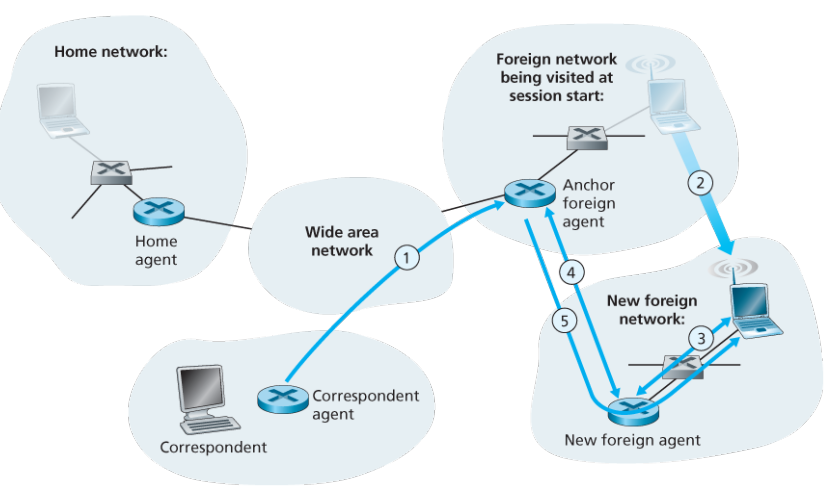 Home network:
Foreign network
being visited at
session start:
Anchor
foreign
agent
2
Home
agent
Wide area
network
1
4
5
New foreign
network:
3
Correspondent
agent
Correspondent
New foreign agent